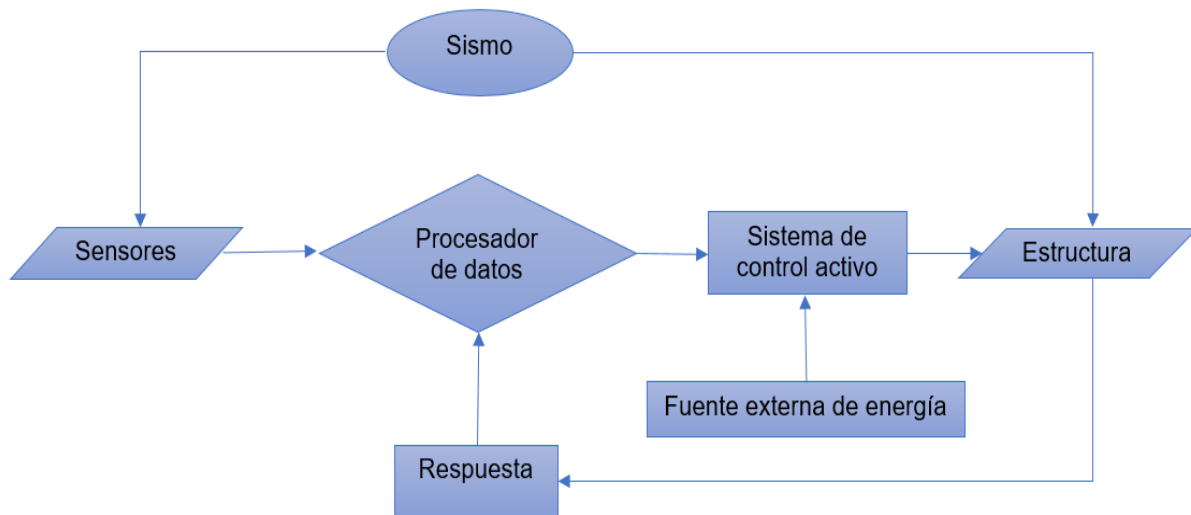 Sismo
Sensores
Procesador
de datos
Sistema de
control activo
Estructura
Fuente externa de energía
Respuesta